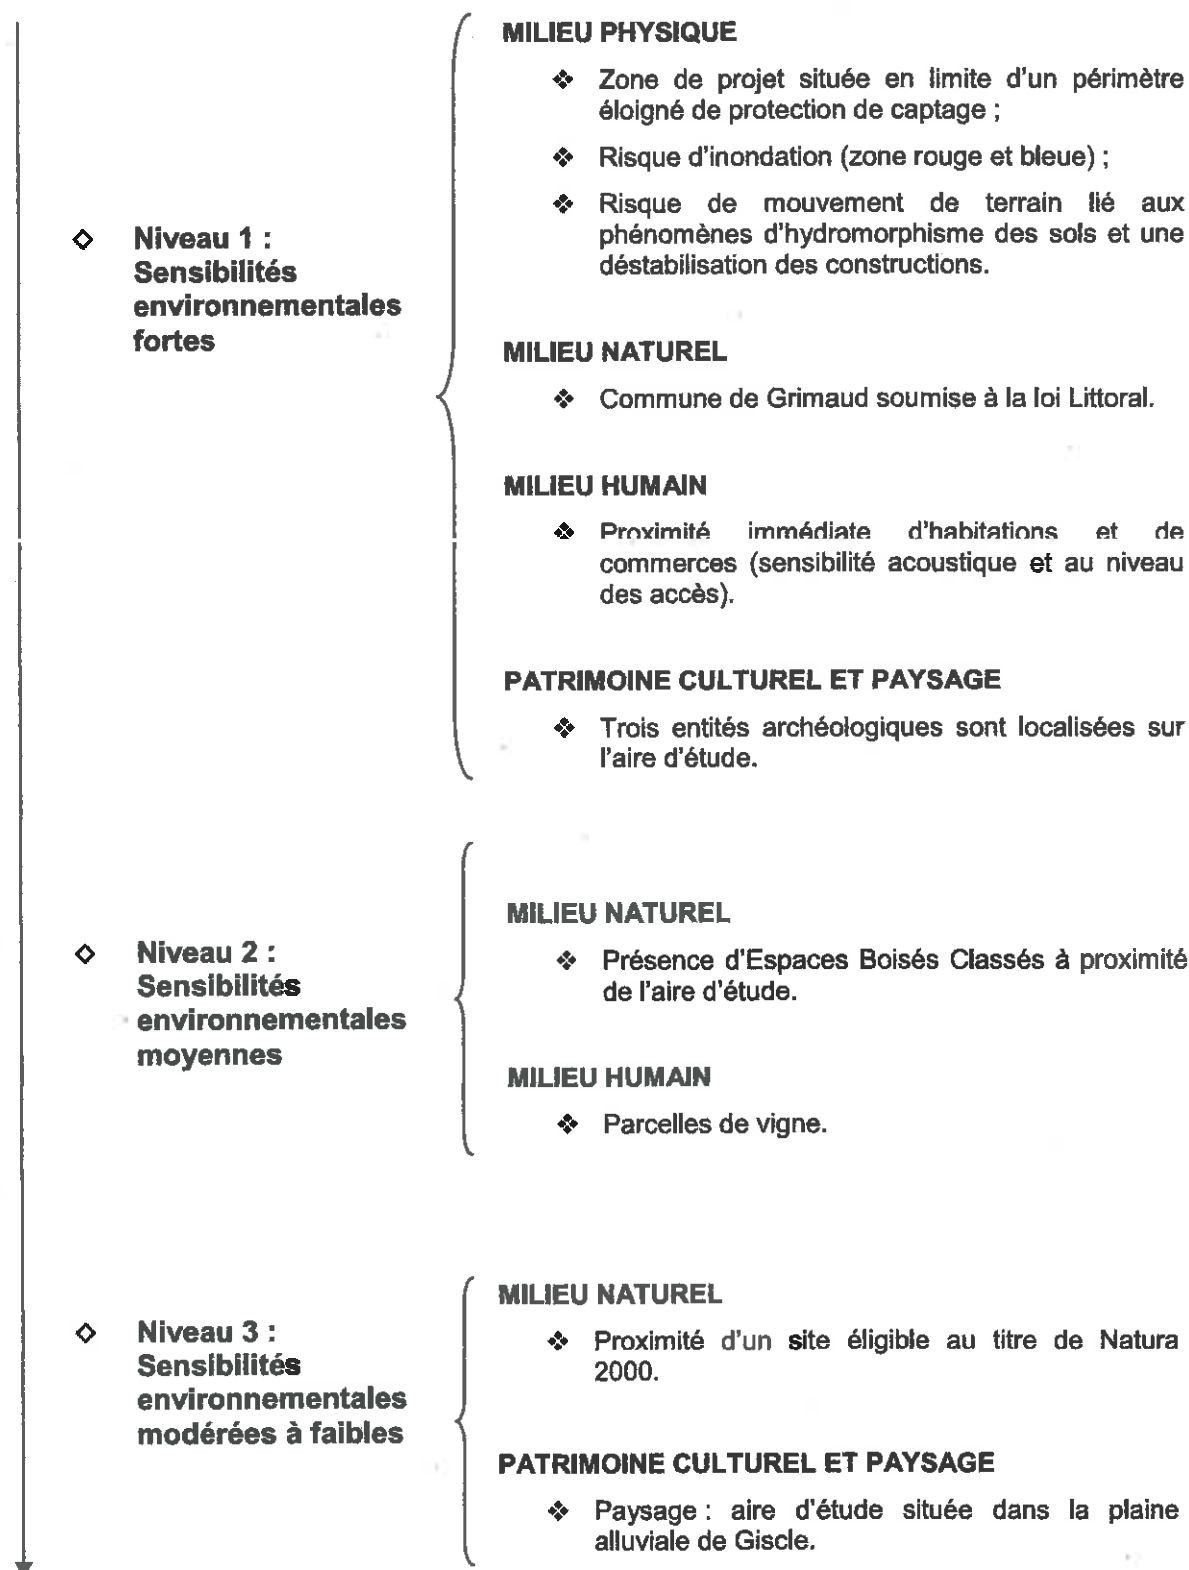 MILIEU PHYSIQUE
❖ Zone de projet située en limite d'un périmètre
éloigné de protection de captage ;
❖ Risque d'inondation (zone rouge et bleue) ;
❖ Risque de mouvement de terrain lié aux
phénomènes d'hydromorphisme des sols et une
déstabilisation des constructions.
◇ Niveau 1 :
Sensibilités
environnementales
fortes
MILIEU NATUREL
❖ Commune de Grimaud soumise à la loi Littoral.
MILIEU HUMAIN
❖ Proximité immédiate d'habitations et de
commerces (sensibilité acoustique et au niveau
des accès).
PATRIMOINE CULTUREL ET PAYSAGE
❖ Trois entités archéologiques sont localisées sur
l'aire d'étude.
◇ Niveau 2 :
Sensibilités
environnementales
moyennes
MILIEU NATUREL
❖ Présence d'Espaces Boisés Classés à proximité
de l'aire d'étude.
MILIEU HUMAIN
❖ Parcelles de vigne.
◇ Niveau 3 :
Sensibilités
environnementales
modérées à faibles
MILIEU NATUREL
❖ Proximité d'un site éligible au titre de Natura
2000.
PATRIMOINE CULTUREL ET PAYSAGE
❖ Paysage : aire d'étude située dans la plaine
alluviale de Giscle.